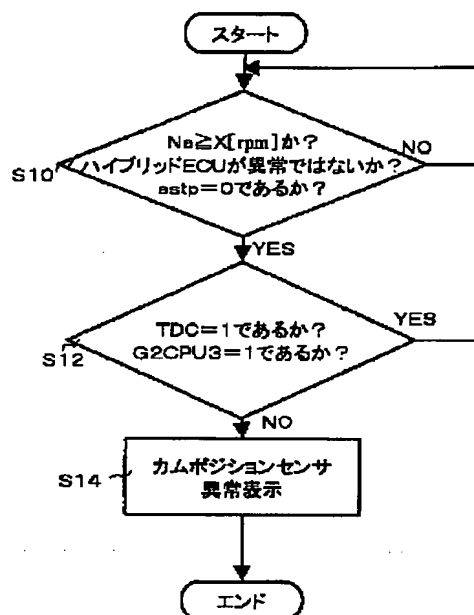 スタート
Ne≧X[rpm]か?
ハイブリッドECUが異常ではないか?
estp=0であるか?
NO
S10
YES
TDC=1であるか?
G2CPU3=1であるか?
YES
S12
NO
カムポジションセンサ
異常表示
S14
エンド